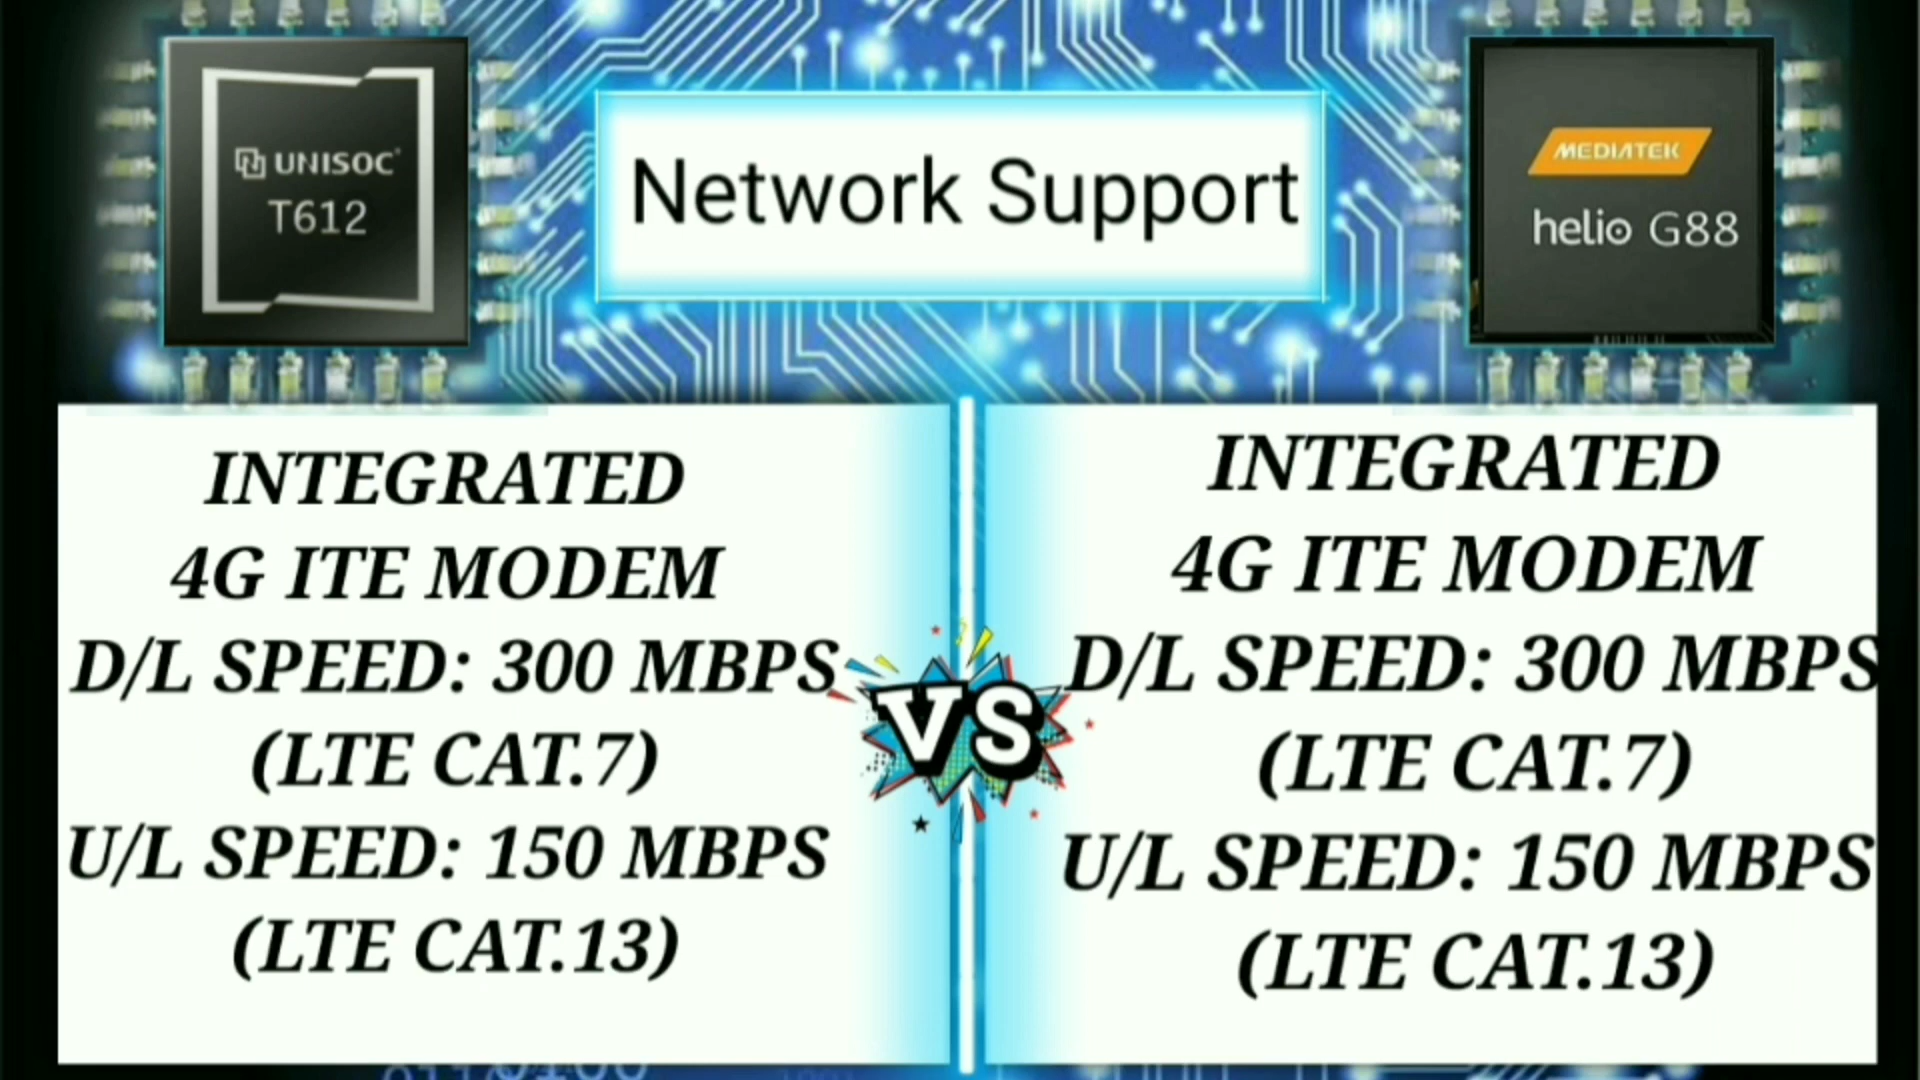 UNISOC
T612
Network Support
MEDIATEK
helio G88
INTEGRATED
4G ITE MODEM
D/L SPEED: 300 MBPS
(LTE CAT.7)
U/L SPEED: 150 MBPS
(LTE CAT.13)
VS
INTEGRATED
4G ITE MODEM
D/L SPEED: 300 MBPS
(LTE CAT.7)
U/L SPEED: 150 MBPS
(LTE CAT.13)